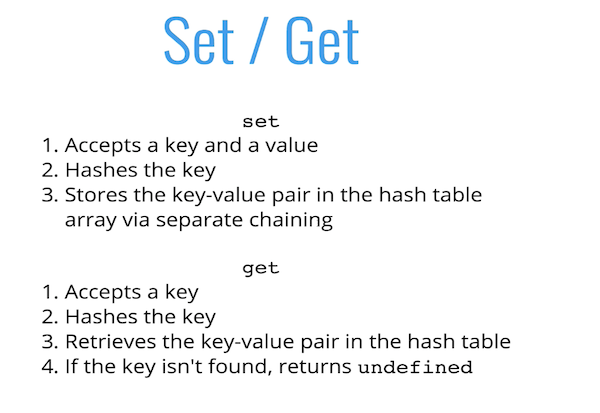 Set / Get
set
1. Accepts a key and a value
2. Hashes the key
3. Stores the key-value pair in the hash table
array via separate chaining
get
1. Accepts a key
2. Hashes the key
3. Retrieves the key-value pair in the hash table
4. If the key isn't found, returns undefined